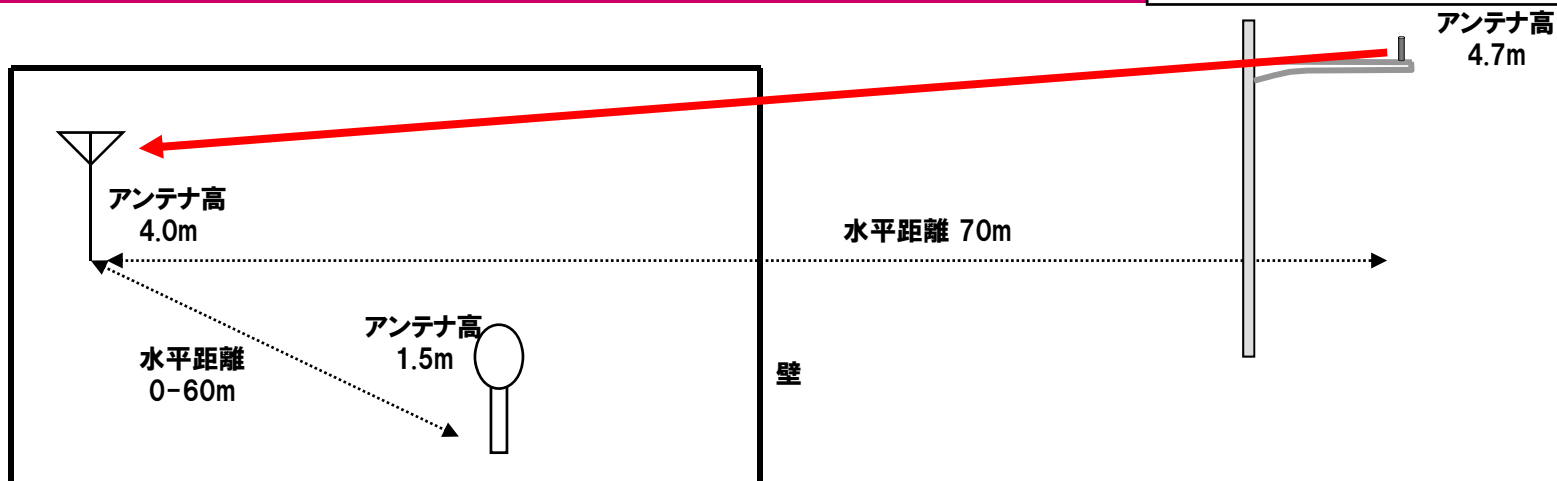 アンテナ高
4.7m
アンテナ高
4.0m
水平距離 70m
アンテナ高
1.5m
水平距離
0-60m
壁